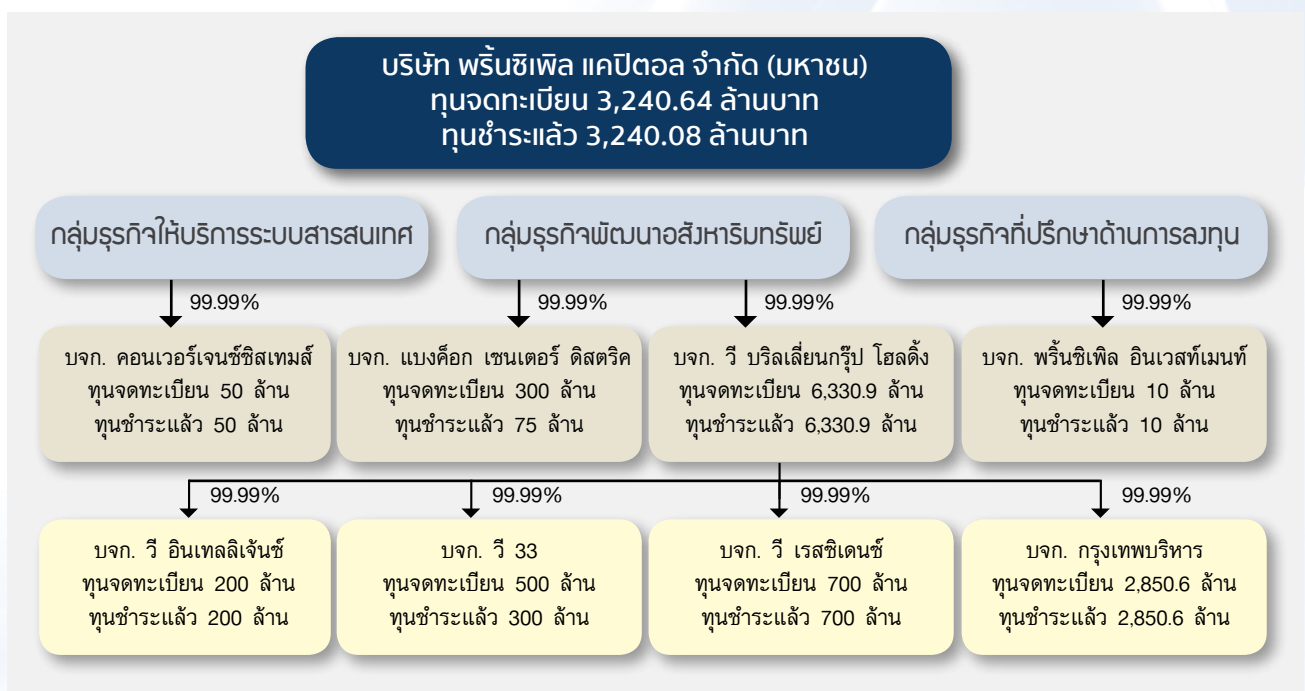 บริษัท พริ้นซิเพิล แคปิตอล จำกัด (มหาชน)
ทุนจดทะเบียน 3,240.64 ล้านบาท
ทุนชำระแล้ว 3,240.08 ล้านบาท
กลุ่มธุรกิจให้บริการระบบสารสนเทศ
กลุ่มธุรกิจพัฒนาอสังหาริมทรัพย์
กลุ่มธุรกิจที่ปรึกษาด้านการลงทุน
99.99%
99.99%
99.99%
99.99%
บจก. คอนเวอร์เจนซ์ซิสเทมส์
ทุนจดทะเบียน 50 ล้าน
ทุนชำระแล้ว 50 ล้าน
บจก. แบงค็อก เซนเตอร์ ดิสตริค
ทุนจดทะเบียน 300 ล้าน
ทุนชำระแล้ว 75 ล้าน
บจก. วี บริลเลี่ยนกรุ๊ป โฮลดิ้ง
ทุนจดทะเบียน 6,330.9 ล้าน
ทุนชำระแล้ว 6,330.9 ล้าน
บจก. พริ้นซิเพิล อินเวสท์เมนท์
ทุนจดทะเบียน 10 ล้าน
ทุนชำระแล้ว 10 ล้าน
99.99%
99.99%
99.99%
99.99%
บจก. วี อินเทลลิเจ้นซ์
ทุนจดทะเบียน 200 ล้าน
ทุนชำระแล้ว 200 ล้าน
บจก. วี 33
ทุนจดทะเบียน 500 ล้าน
ทุนชำระแล้ว 300 ล้าน
บจก. วี เรสซิเดนซ์
ทุนจดทะเบียน 700 ล้าน
ทุนชำระแล้ว 700 ล้าน
บจก. กรุงเทพบริหาร
ทุนจดทะเบียน 2,850.6 ล้าน
ทุนชำระแล้ว 2,850.6 ล้าน